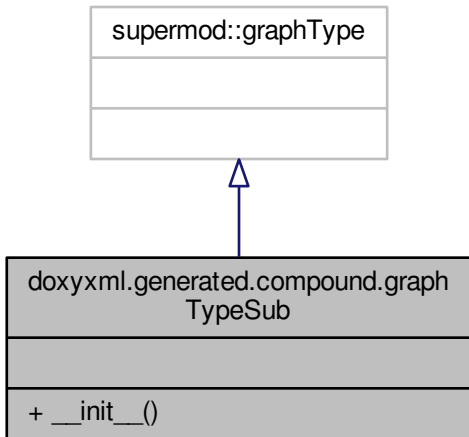 supermod::graphType
doxyxml.generated.compound.graph
TypeSub
+ __init__()